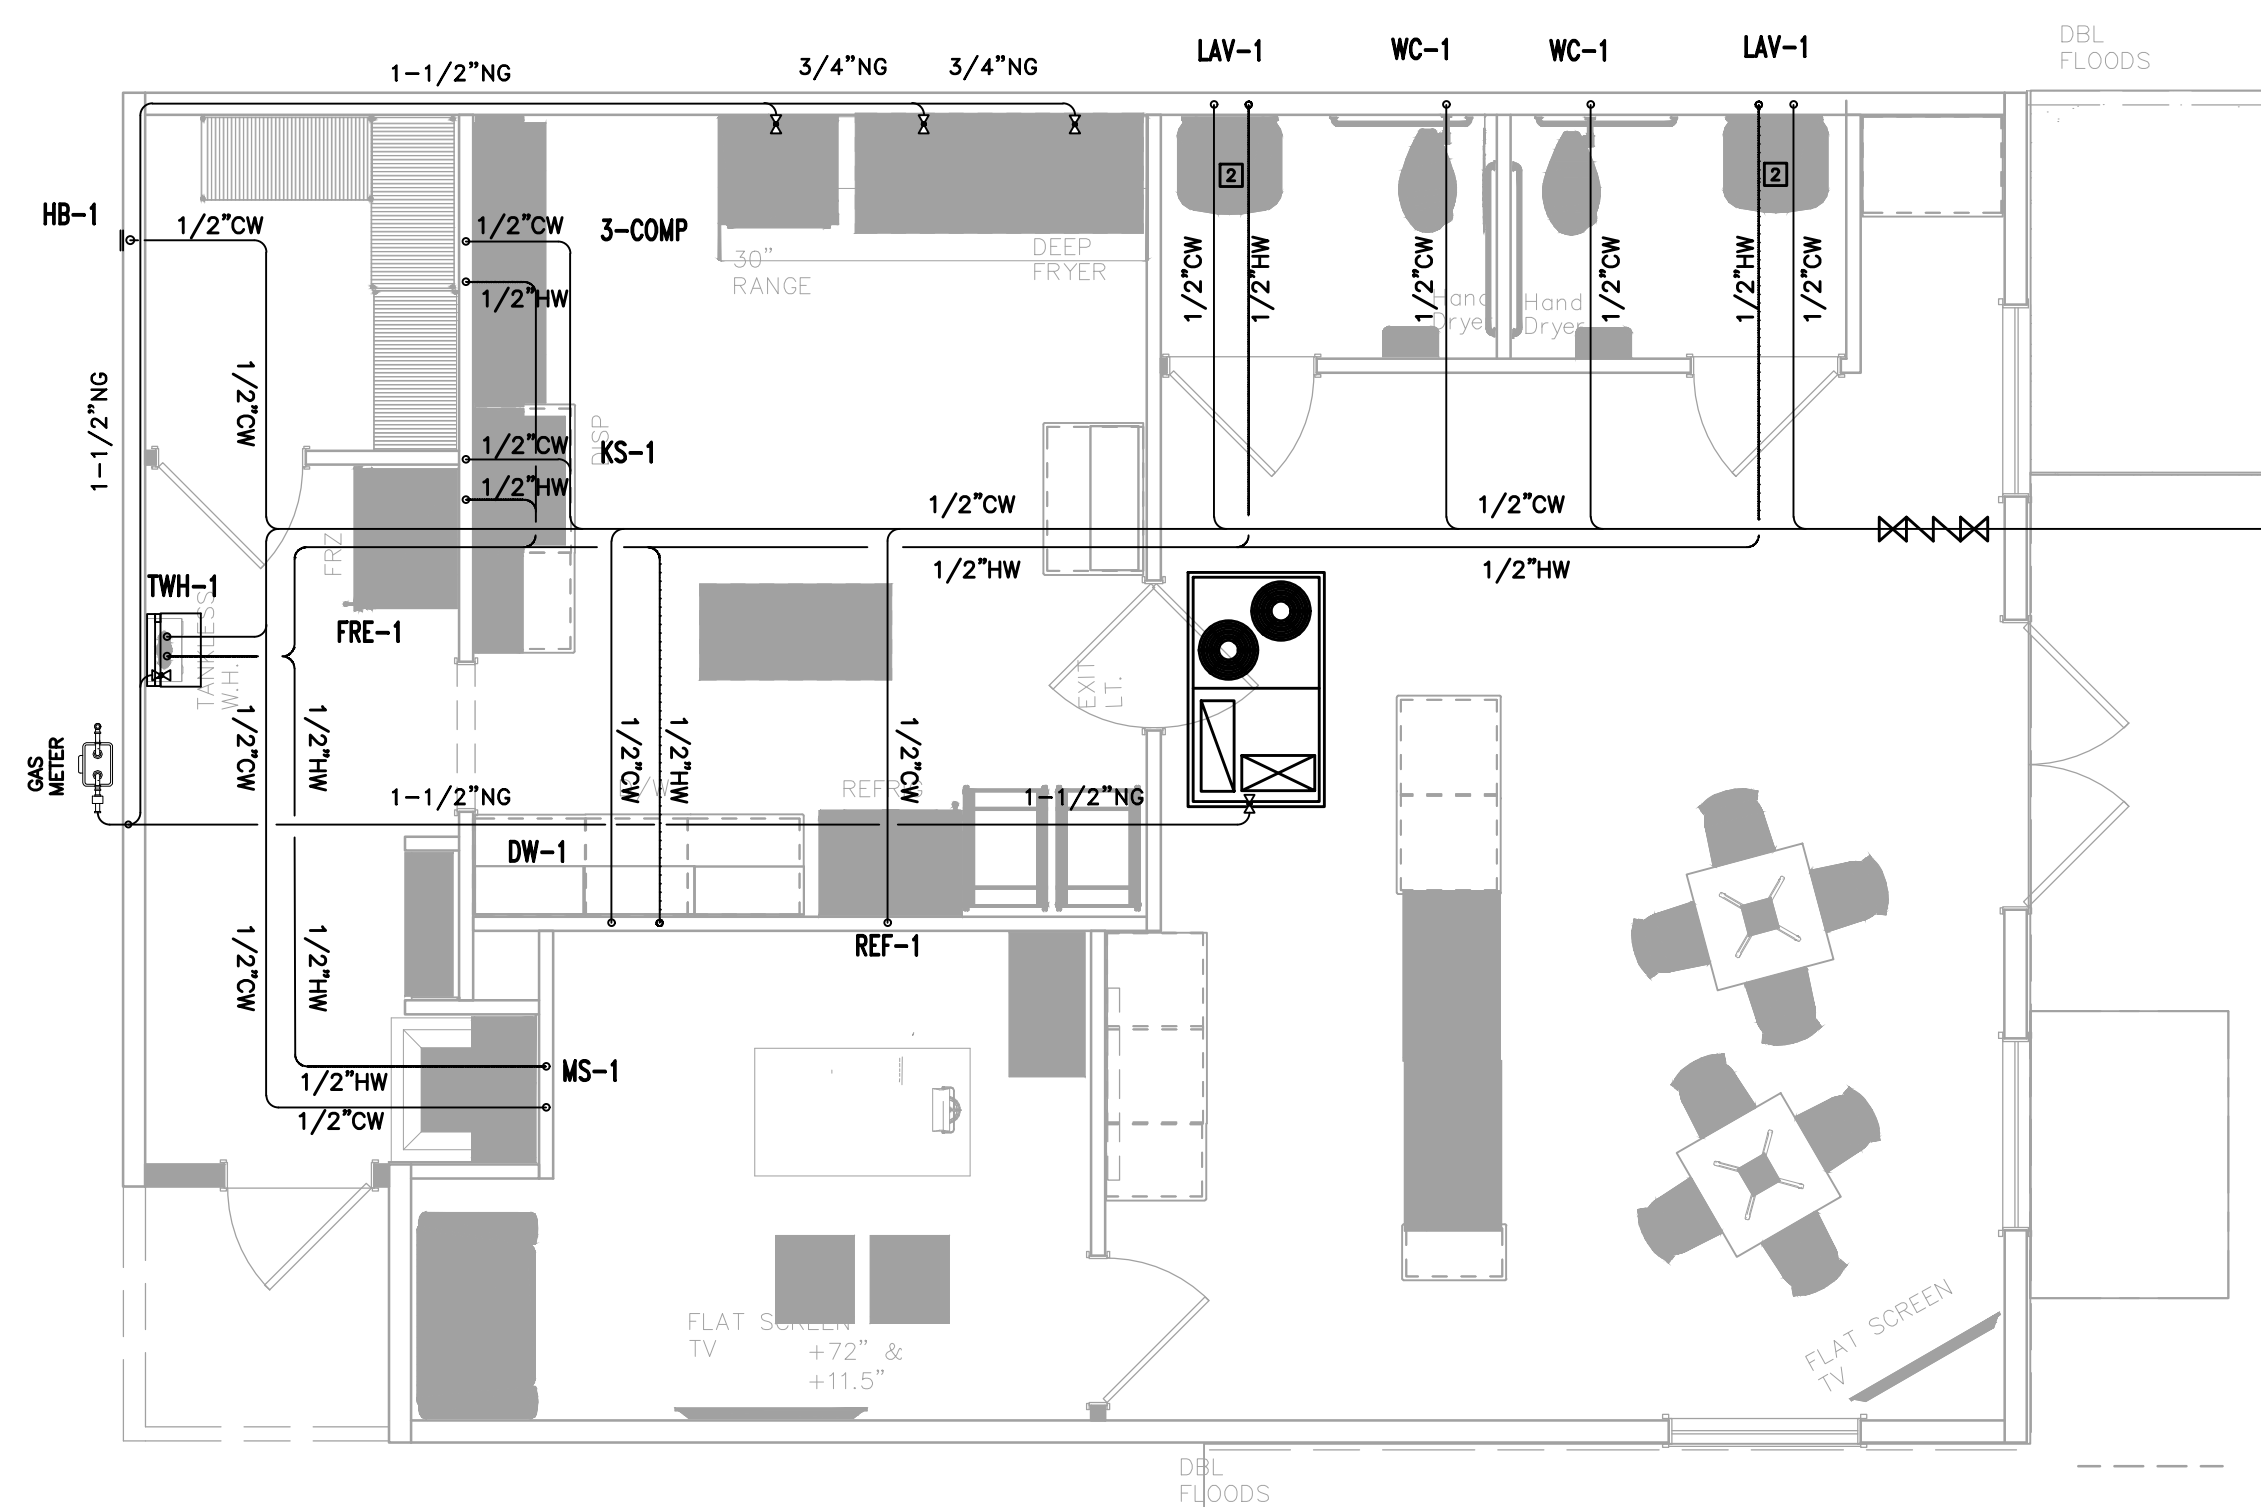 LAV-1
WC-1
WC-1
LAV-1
DBL
FLOODS
1-1/2"NG
3/4"NG
3/4"NG
2
2
HB-1
1/2"CW
1/2"CW
3-COMP
1/2"HW
30"
RANGE
DEEP
FRYER
1/2"CW
1/2"HW
1/2"CW
1/2"CW
1/2"HW
1/2"CW
Hand
Dryer
Hand
Dryer
1-1/2"NG
1/2"CW
DISP
1/2"CW
KS-1
1/2"HW
1/2"CW
1/2"CW
FRZ
1/2"HW
1/2"HW
TWH-1
TANKLESS
W.H.
FRE-1
EXIT
LT.
GAS
METER
1/2"CW
1/2"HW
1/2"CW
1/2"HW
1/2"CW
1-1/2"NG
REFRIG
1-1/2"NG
DW-1
REF-1
1/2"CW
1/2"HW
1/2"HW
MS-1
1/2"CW
FLAT SCREEN
TV
+72" &
+11.5"
FLAT SCREEN
TV
DBL
FLOODS